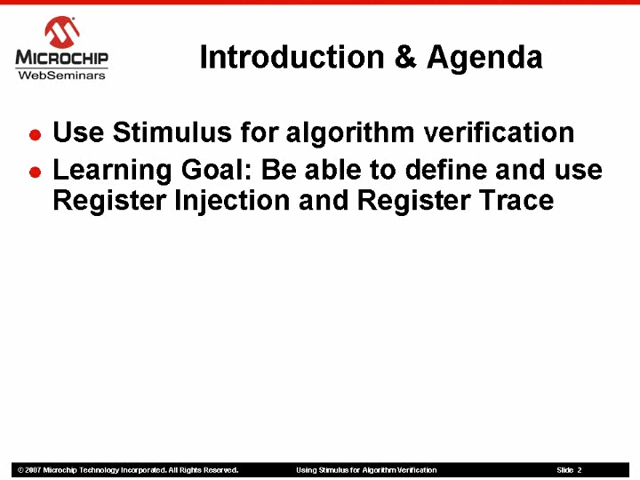 MICROCHIP
WebSeminars
Introduction & Agenda
Use Stimulus for algorithm verification
Learning Goal: Be able to define and use
Register Injection and Register Trace
© 2007 Microchip Technology Incorporated. All Rights Reserved. Using Stimulus for Algorithm Verification Slide 2